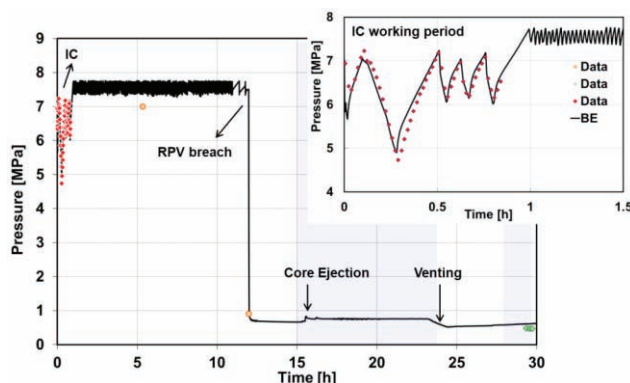 9
8
7
6
5
4
3
2
1
0
Pressure [MPa]
IC
RPV breach
Core Ejection
Venting
0
5
10
15
20
25
30
Time [h]
IC working period
8
7
6
5
4
Pressure [MPa]
Data
Data
Data
BE
0
0.5
1
1.5
Time [h]